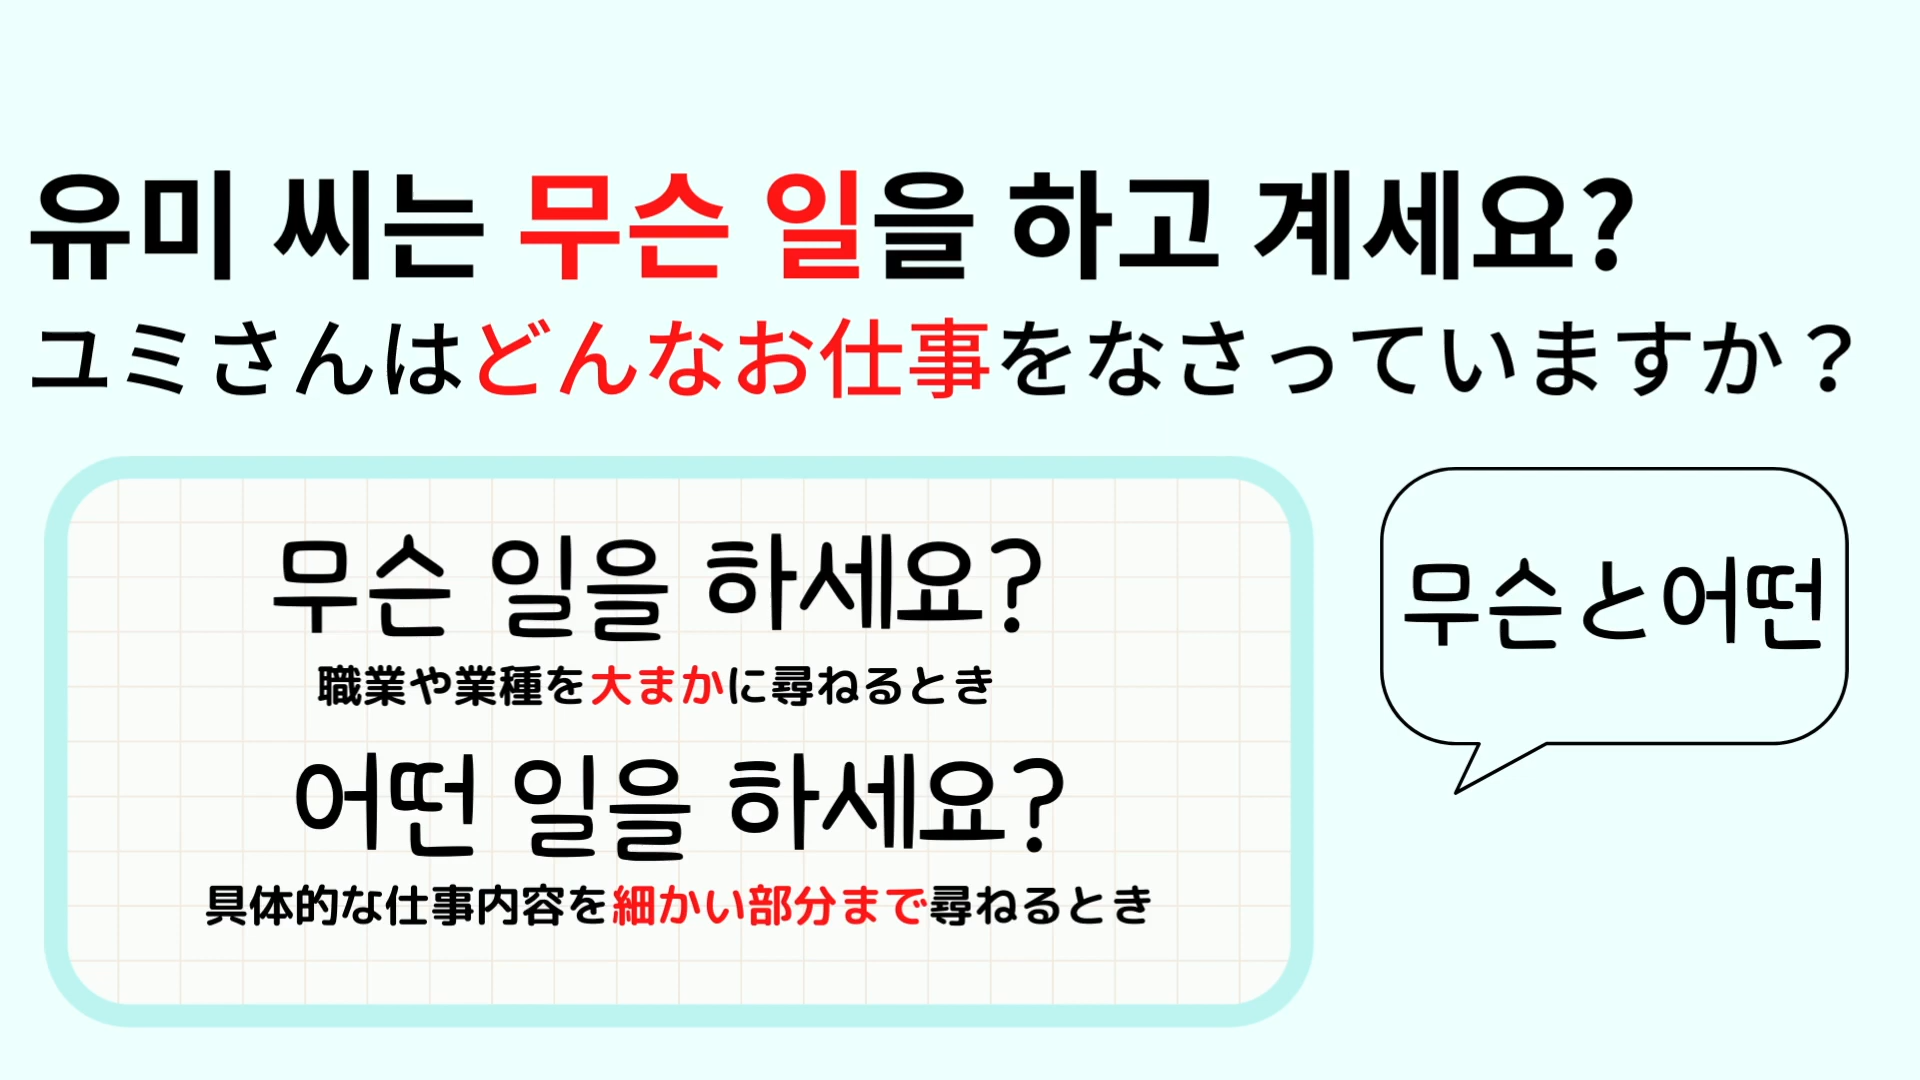 유미 씨는 무슨 일을 하고 계세요?
ユミさんはどんなお仕事をなさっていますか？
무슨 일을 하세요?
職業や業種を大まかに尋ねるとき
어떤 일을 하세요?
具体的な仕事内容を細かい部分まで尋ねるとき
무슨と어떤